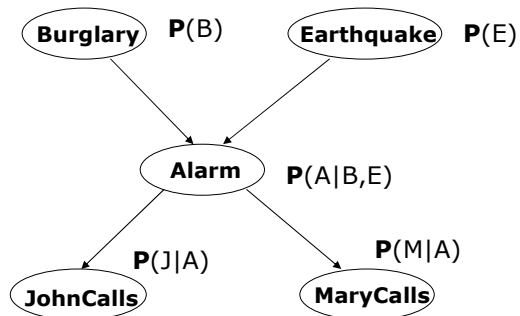 Burglary P(B) Earthquake P(E)
Alarm P(A|B,E)
P(J|A) P(M|A)
JohnCalls MaryCalls